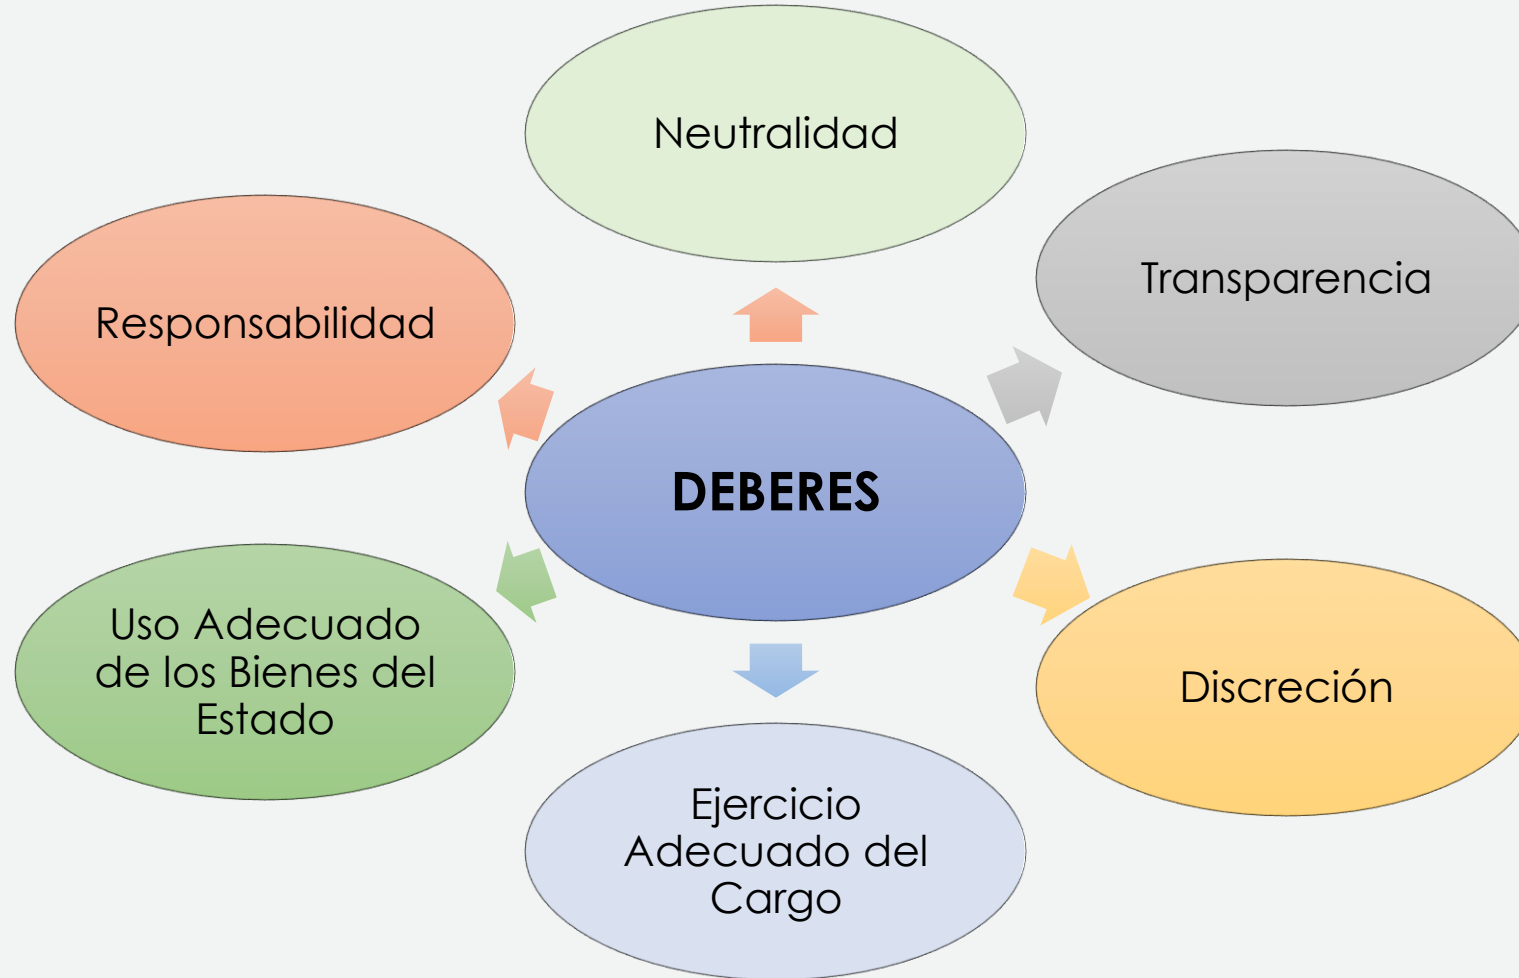 Neutralidad
Transparencia
Responsabilidad
DEBERES
Uso Adecuado
de los Bienes del
Estado
Discreción
Ejercicio
Adecuado del
Cargo